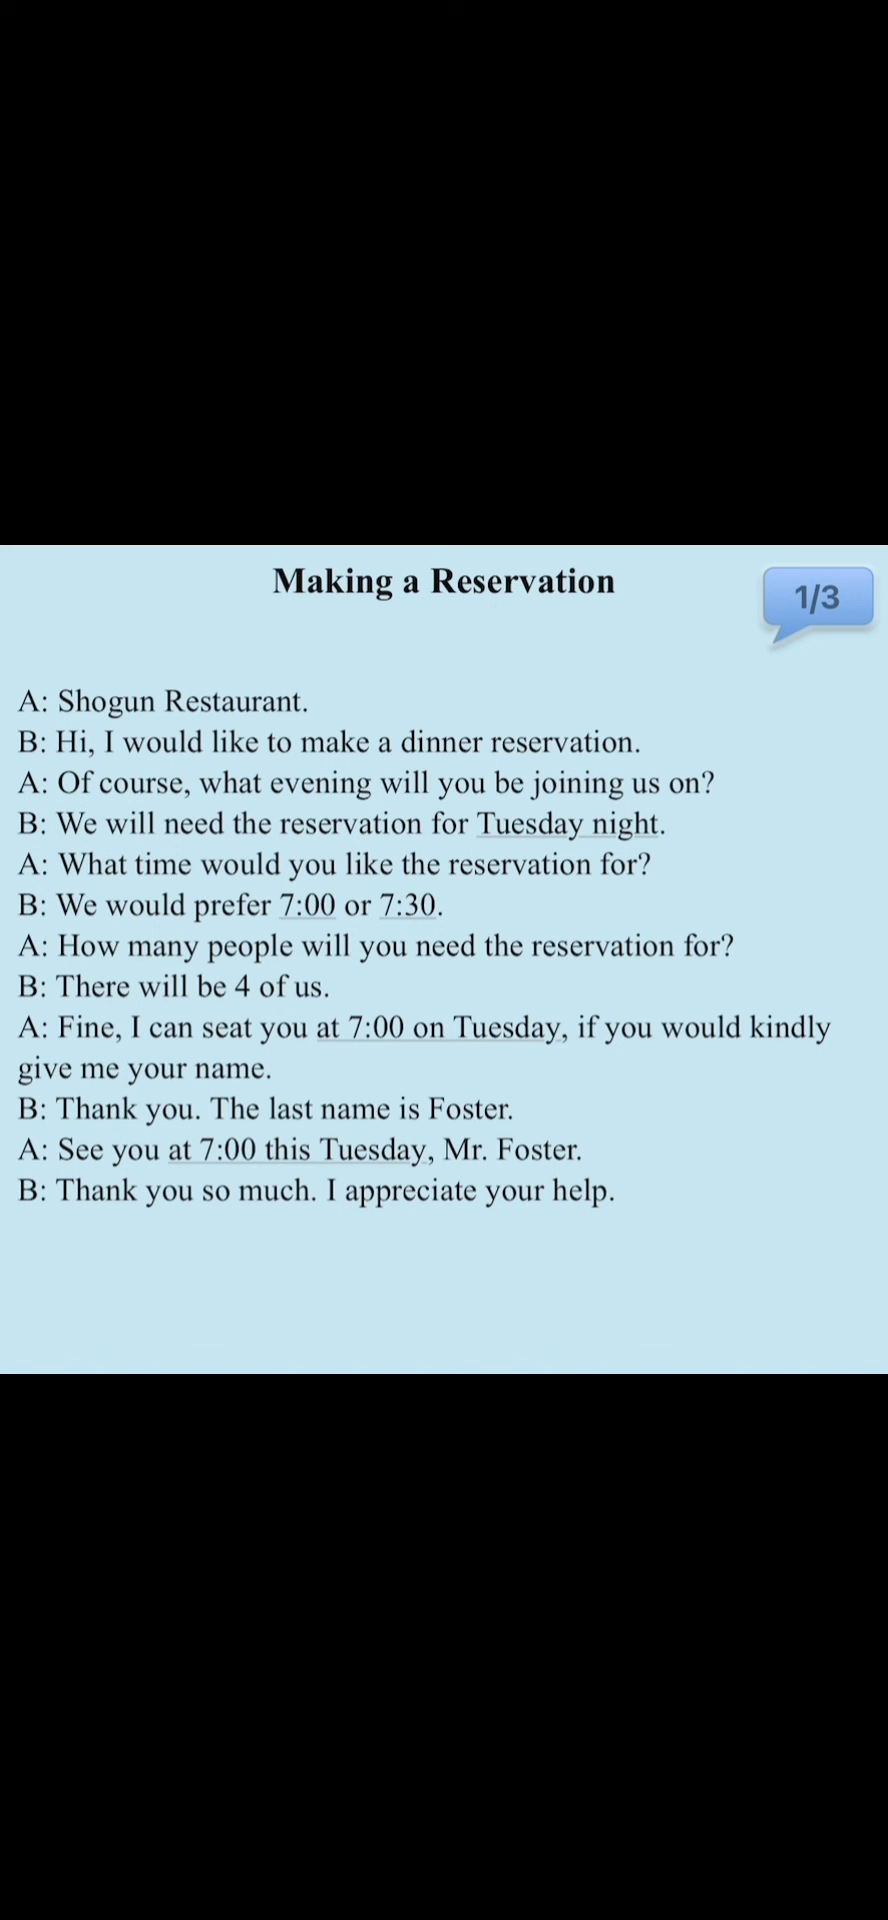 Making a Reservation
1/3
A: Shogun Restaurant.
B: Hi, I would like to make a dinner reservation.
A: Of course, what evening will you be joining us on?
B: We will need the reservation for Tuesday night.
A: What time would you like the reservation for?
B: We would prefer 7:00 or 7:30.
A: How many people will you need the reservation for?
B: There will be 4 of us.
A: Fine, I can seat you at 7:00 on Tuesday, if you would kindly
give me your name.
B: Thank you. The last name is Foster.
A: See you at 7:00 this Tuesday, Mr. Foster.
B: Thank you so much. I appreciate your help.